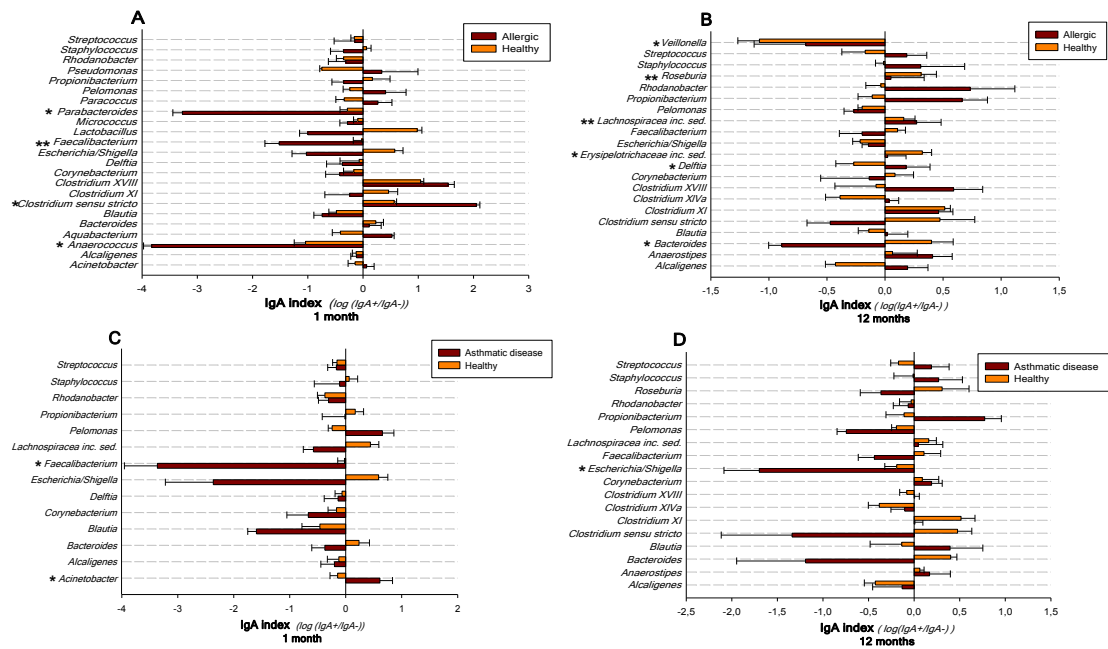 A
Allergic
Healthy
Streptococcus
Staphylococcus
Rhodanobacter
Pseudomonas
Propionibacterium
Pelomonas
Paracoccus
* Parabacteroides
Micrococcus
Lactobacillus
** Faecalibacterium
Escherichia/Shigella
Delftia
Corynebacterium
Clostridium XVIII
Clostridium XI
*Clostridium sensu stricto
Blautia
Bacteroides
Aquabacterium
* Anaerococcus
Alcaligenes
Acinetobacter
-4 -3 -2 -1 0 1 2 3
IgA index (log (IgA+/IgA-))
1 month
B
Allergic
Healthy
* Veillonella
Streptococcus
Staphylococcus
** Roseburia
Rhodanobacter
Propionibacterium
Pelomonas
** Lachnospiracea inc. sed.
Faecalibacterium
Escherichia/Shigella
* Erysipelotrichaceae inc. sed.
* Delftia
Corynebacterium
Clostridium XVIII
Clostridium XIVa
Clostridium XI
Clostridium sensu stricto
Blautia
* Bacteroides
Anaerostipes
Alcaligenes
-1,5 -1,0 -0,5 0,0 0,5 1,0 1,5
IgA index ( log(IgA+/IgA-) )
12 months
C
Asthmatic disease
Healthy
Streptococcus
Staphylococcus
Rhodanobacter
Propionibacterium
Pelomonas
Lachnospiracea inc. sed.
* Faecalibacterium
Escherichia/Shigella
Delftia
Corynebacterium
Blautia
Bacteroides
Alcaligenes
* Acinetobacter
-4 -3 -2 -1 0 1 2
IgA index (log (IgA+/IgA-))
1 month
D
Asthmatic disease
Healthy
Streptococcus
Staphylococcus
Roseburia
Rhodanobacter
Propionibacterium
Pelomonas
Lachnospiracea inc. sed.
Faecalibacterium
* Escherichia/Shigella
Corynebacterium
Clostridium XVIII
Clostridium XIVa
Clostridium XI
Clostridium sensu stricto
Blautia
Bacteroides
Anaerostipes
Alcaligenes
-2,5 -2,0 -1,5 -1,0 -0,5 0,0 0,5 1,0 1,5
IgA index ( log(IgA+/IgA-) )
12 months